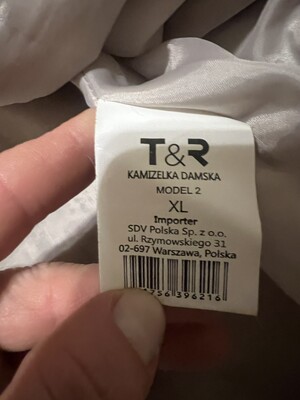 T&R
KAMIZELKA DAMSKA
MODEL 2
XL
Importer
SDV Polska Sp. z o.o.
ul. Rzymowskiego 31
02-697 Warszawa, Polska